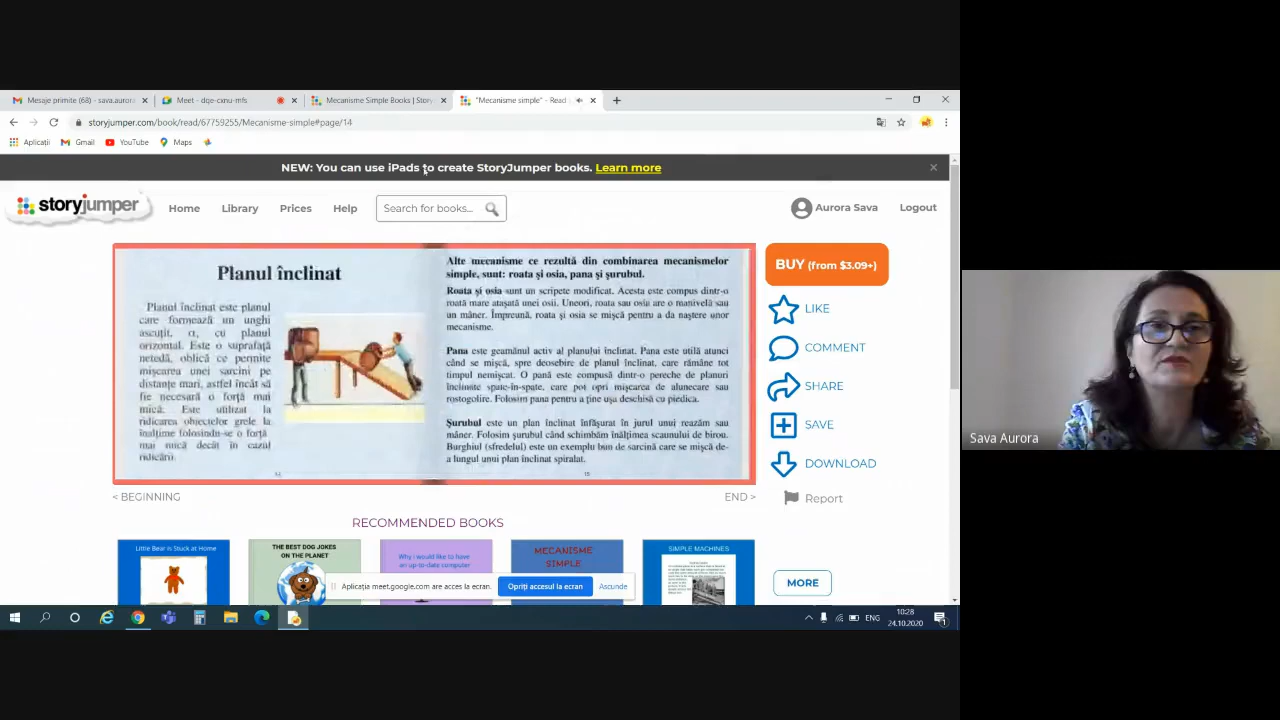 Mesaje primite (68) - sava.aurora
Meet - dqe-cxnu-mfs
Mecanisme Simple Books | Story
"Mecanisme simple" - Read
storyjumper.com/book/read/67759255/Mecanisme-simple#page/14
Aplicații Gmail YouTube Maps
NEW: You can use iPads to create StoryJumper books. Learn more
storyjumper Home Library Prices Help Search for books... Aurora Sava Logout
Planul înclinat
Planul înclinat este planul
care formează un unghi
ascuțit, α, cu planul
orizontal. Este o suprafață
netedă, oblică ce permite
mișcarea unei sarcini pe
distanțe mari, astfel încât să
fie necesară o forță mai
mică. Este utilizat la
ridicarea obiectelor grele la
înălțime folosindu-se o forță
mai mică decât în cazul
ridicării.
14
Alte mecanisme ce rezultă din combinarea mecanismelor
simple, sunt: roata și osia, pana și șurubul.
Roata și osia sunt un scripete modificat. Acesta este compus dintr-o
roată mare atașată unei osii. Uneori, roata sau osia are o manivelă sau
un mâner. Împreună, roata și osia se mișcă pentru a da naștere unor
mecanisme.
Pana este geamănul activ al planului înclinat. Pana este utilă atunci
când se mișcă, spre deosebire de planul înclinat, care rămâne tot
timpul nemișcat. O pană este compusă dintr-o pereche de planuri
înclinate spate-în-spate, care pot opri mișcarea de alunecare sau
rostogolire. Folosim pana pentru a ține ușa deschisă cu piedica.
Șurubul este un plan înclinat înfășurat în jurul unui reazăm sau
mâner. Folosim șurubul când schimbăm înălțimea scaunului de birou.
Burghiul (sfredelul) este un exemplu bun de sarcină care se mișcă de-
a lungul unui plan înclinat spiralat.
15
BUY (from $3.09+)
LIKE
COMMENT
SHARE
SAVE
DOWNLOAD
Report
< BEGINNING END >
RECOMMENDED BOOKS
Little Bear is Stuck at Home
THE BEST DOG JOKES
ON THE PLANET
Why i would like to have
an up-to-date computer
MECANISME
SIMPLE
SIMPLE MACHINES
MORE
Aplicația meet.google.com are acces la ecran. Opriți accesul la ecran Ascunde
ENG
10:28
24.10.2020
Sava Aurora